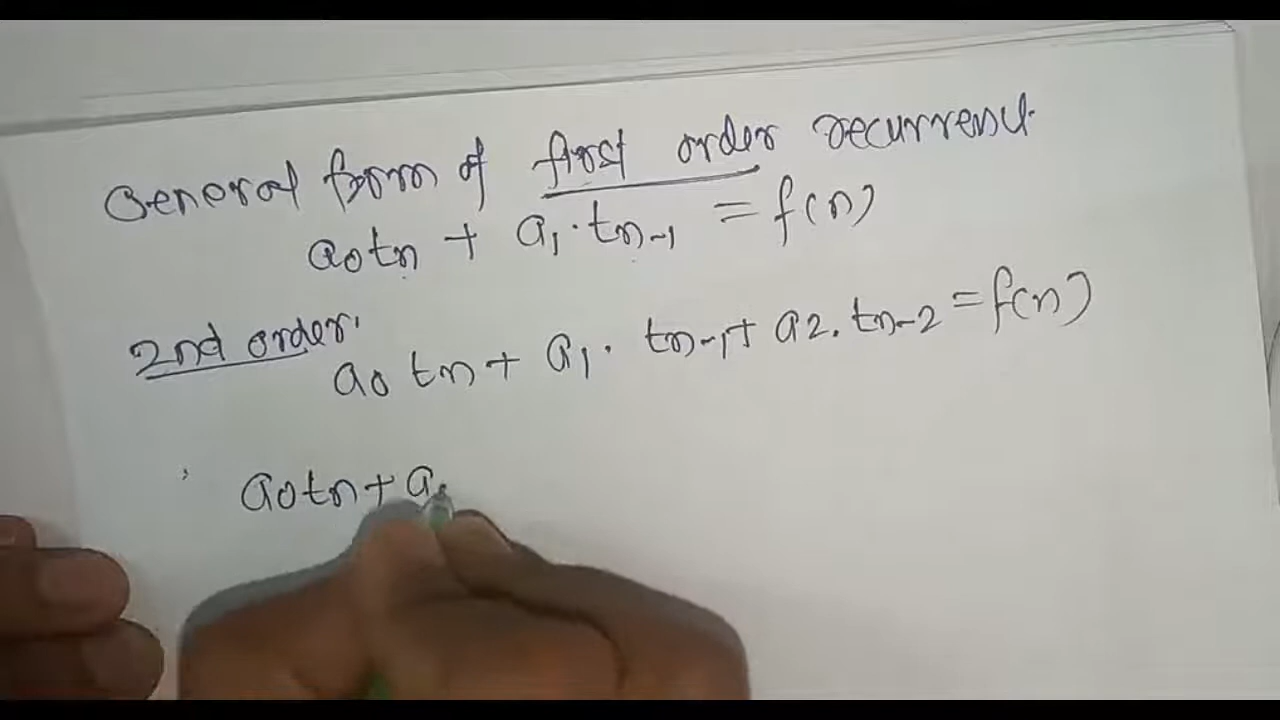 General form of first order recurrence
a0tn + a1·tn-1 = f(n)
2nd order.
a0 tn + a1· tn-1 + a2. tn-2 = f(n)
a0tn + a